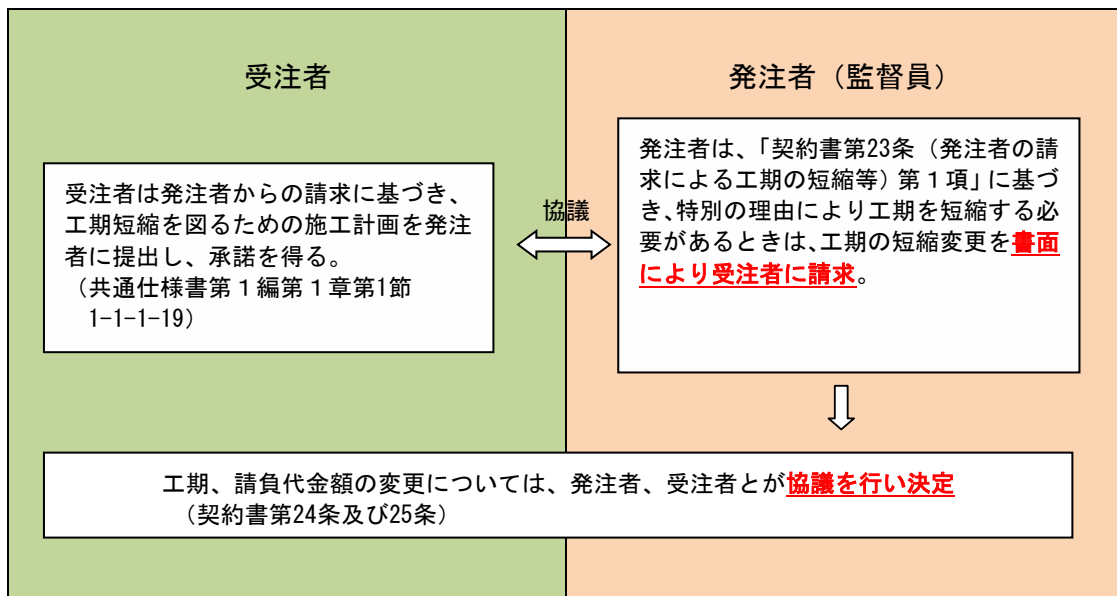 受注者
受注者は発注者からの請求に基づき、
工期短縮を図るための施工計画を発注
者に提出し、承諾を得る。
（共通仕様書第１編第１章第1節
1-1-1-19）
協議
発注者（監督員）
発注者は、「契約書第23条（発注者の請
求による工期の短縮等）第１項」に基づ
き、特別の理由により工期を短縮する必
要があるときは、工期の短縮変更を書面
により受注者に請求。
工期、請負代金額の変更については、発注者、受注者とが協議を行い決定
（契約書第24条及び25条）